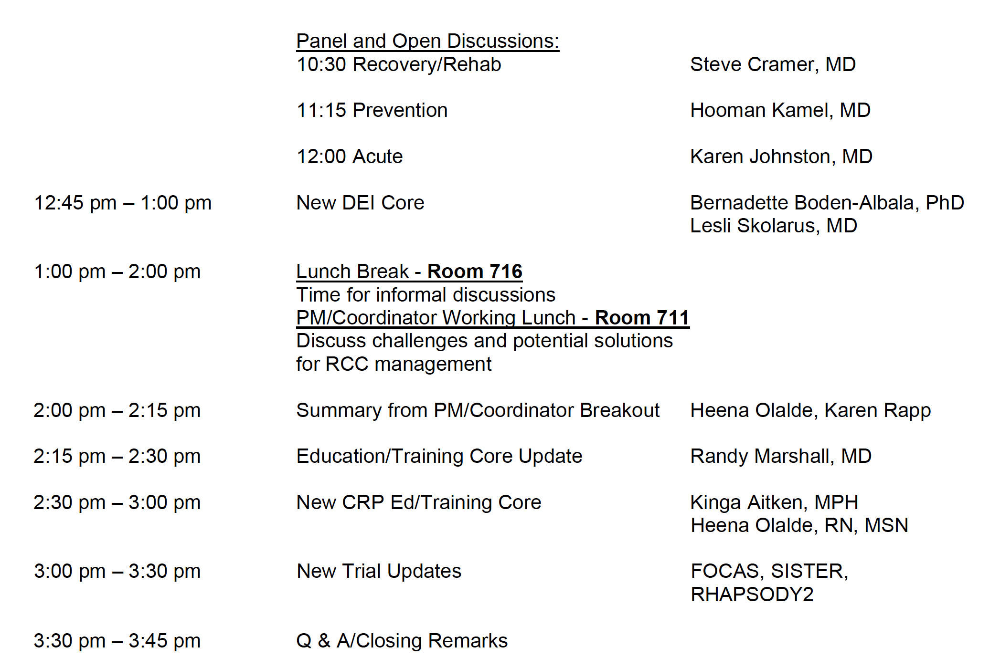 Panel and Open Discussions:
10:30 Recovery/Rehab Steve Cramer, MD
11:15 Prevention Hooman Kamel, MD
12:00 Acute Karen Johnston, MD
12:45 pm – 1:00 pm New DEI Core Bernadette Boden-Albala, PhD
Lesli Skolarus, MD
1:00 pm – 2:00 pm Lunch Break - Room 716
Time for informal discussions
PM/Coordinator Working Lunch - Room 711
Discuss challenges and potential solutions
for RCC management
2:00 pm – 2:15 pm Summary from PM/Coordinator Breakout Heena Olalde, Karen Rapp
2:15 pm – 2:30 pm Education/Training Core Update Randy Marshall, MD
2:30 pm – 3:00 pm New CRP Ed/Training Core Kinga Aitken, MPH
Heena Olalde, RN, MSN
3:00 pm – 3:30 pm New Trial Updates FOCAS, SISTER,
RHAPSODY2
3:30 pm – 3:45 pm Q & A/Closing Remarks